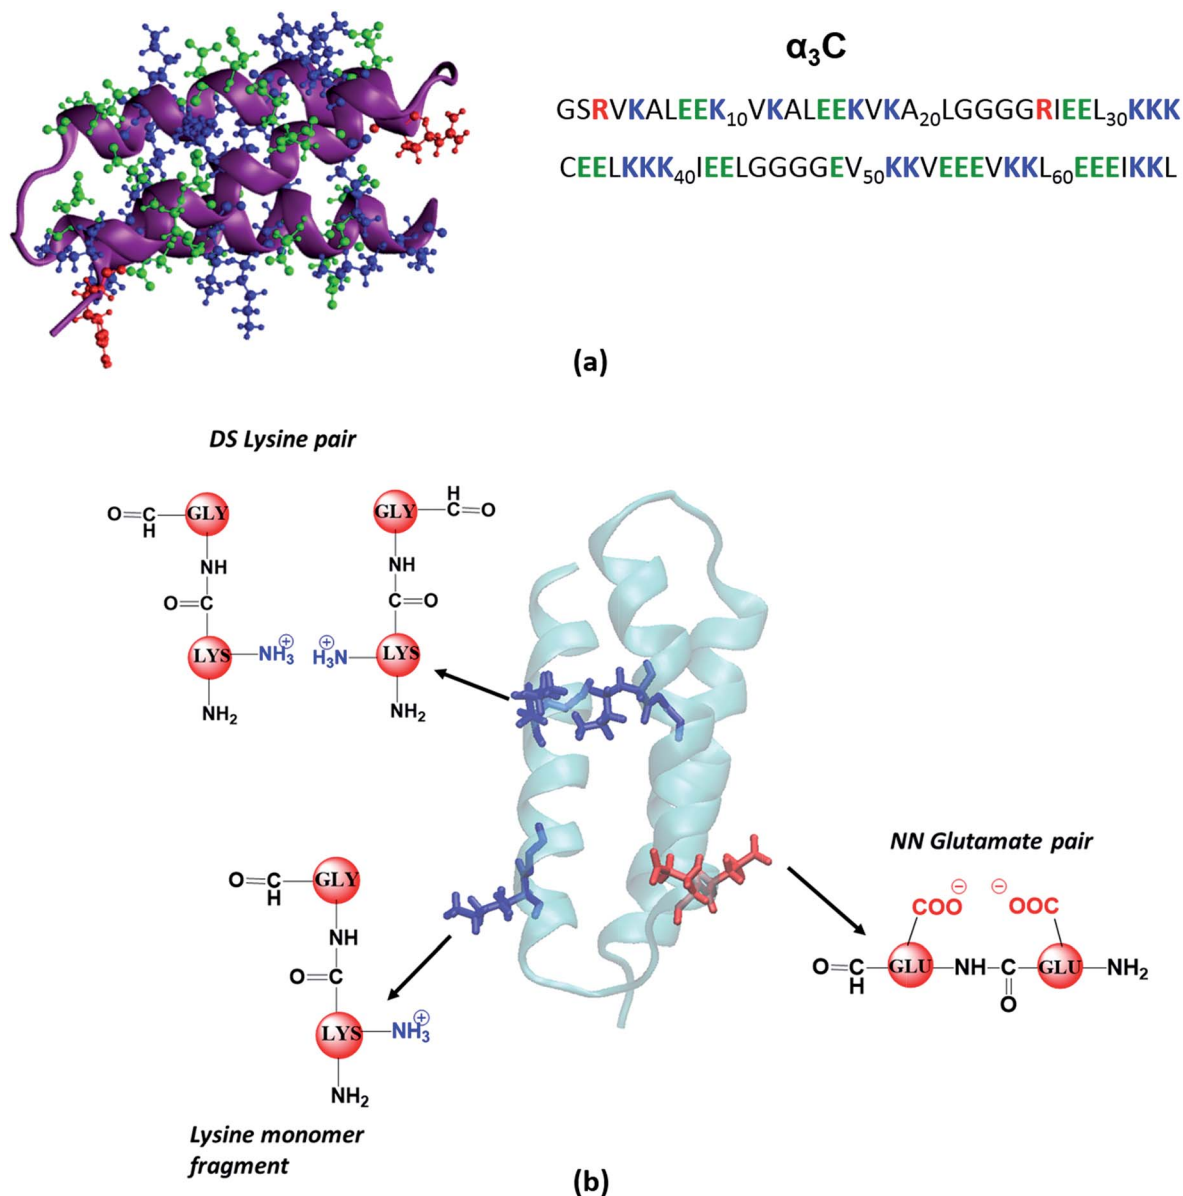 α₃C
GSRVKALEEK₁₀VKALEEKVKA₂₀LGGGGRIEEL₃₀KKK
CEELKKK₄₀IEELGGGGEV₅₀KKVEEEVKKL₆₀EEEIKKL
(a)
DS Lysine pair
O=C H GLY GLY H C=O
NH NH
O=C C=O
LYS NH₃⊕ ⊕H₃N LYS
NH₂ NH₂
NN Glutamate pair
COO⊖ ⊖OOC
O=C H GLU NH C GLU NH₂
O
O=C H GLY
NH
O=C
LYS NH₃⊕
NH₂
Lysine monomer
fragment
(b)